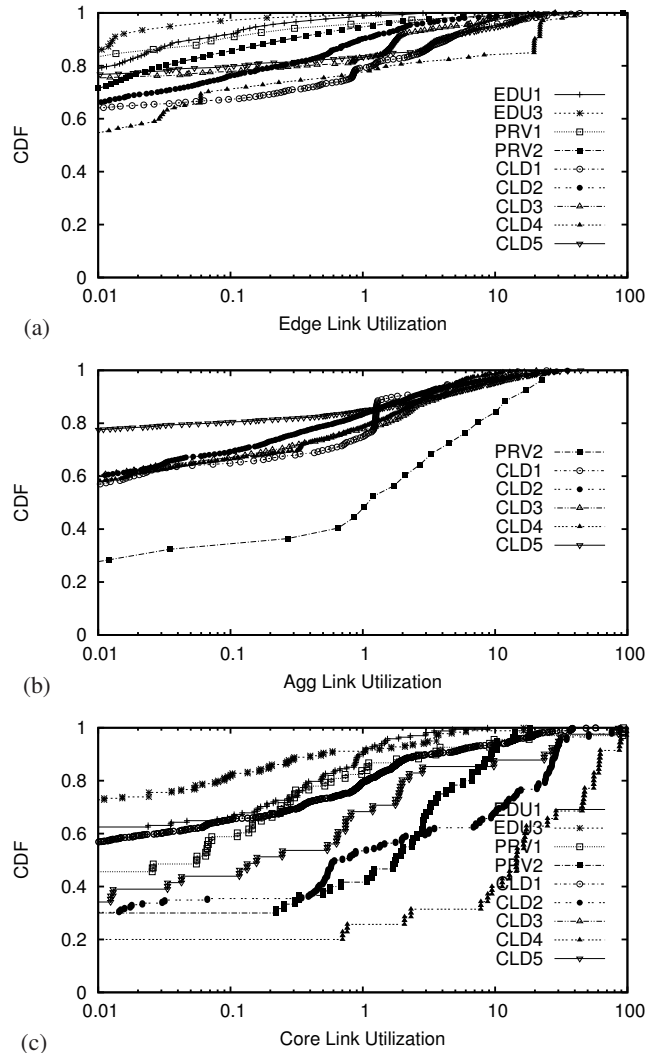 1
0.8
0.6
0.4
0.2
0
CDF
EDU1
EDU3
PRV1
PRV2
CLD1
CLD2
CLD3
CLD4
CLD5
0.01 0.1 1 10 100
(a) Edge Link Utilization
1
0.8
0.6
0.4
0.2
0
CDF
PRV2
CLD1
CLD2
CLD3
CLD4
CLD5
0.01 0.1 1 10 100
(b) Agg Link Utilization
1
0.8
0.6
0.4
0.2
0
CDF
EDU1
EDU3
PRV1
PRV2
CLD1
CLD2
CLD3
CLD4
CLD5
0.01 0.1 1 10 100
(c) Core Link Utilization